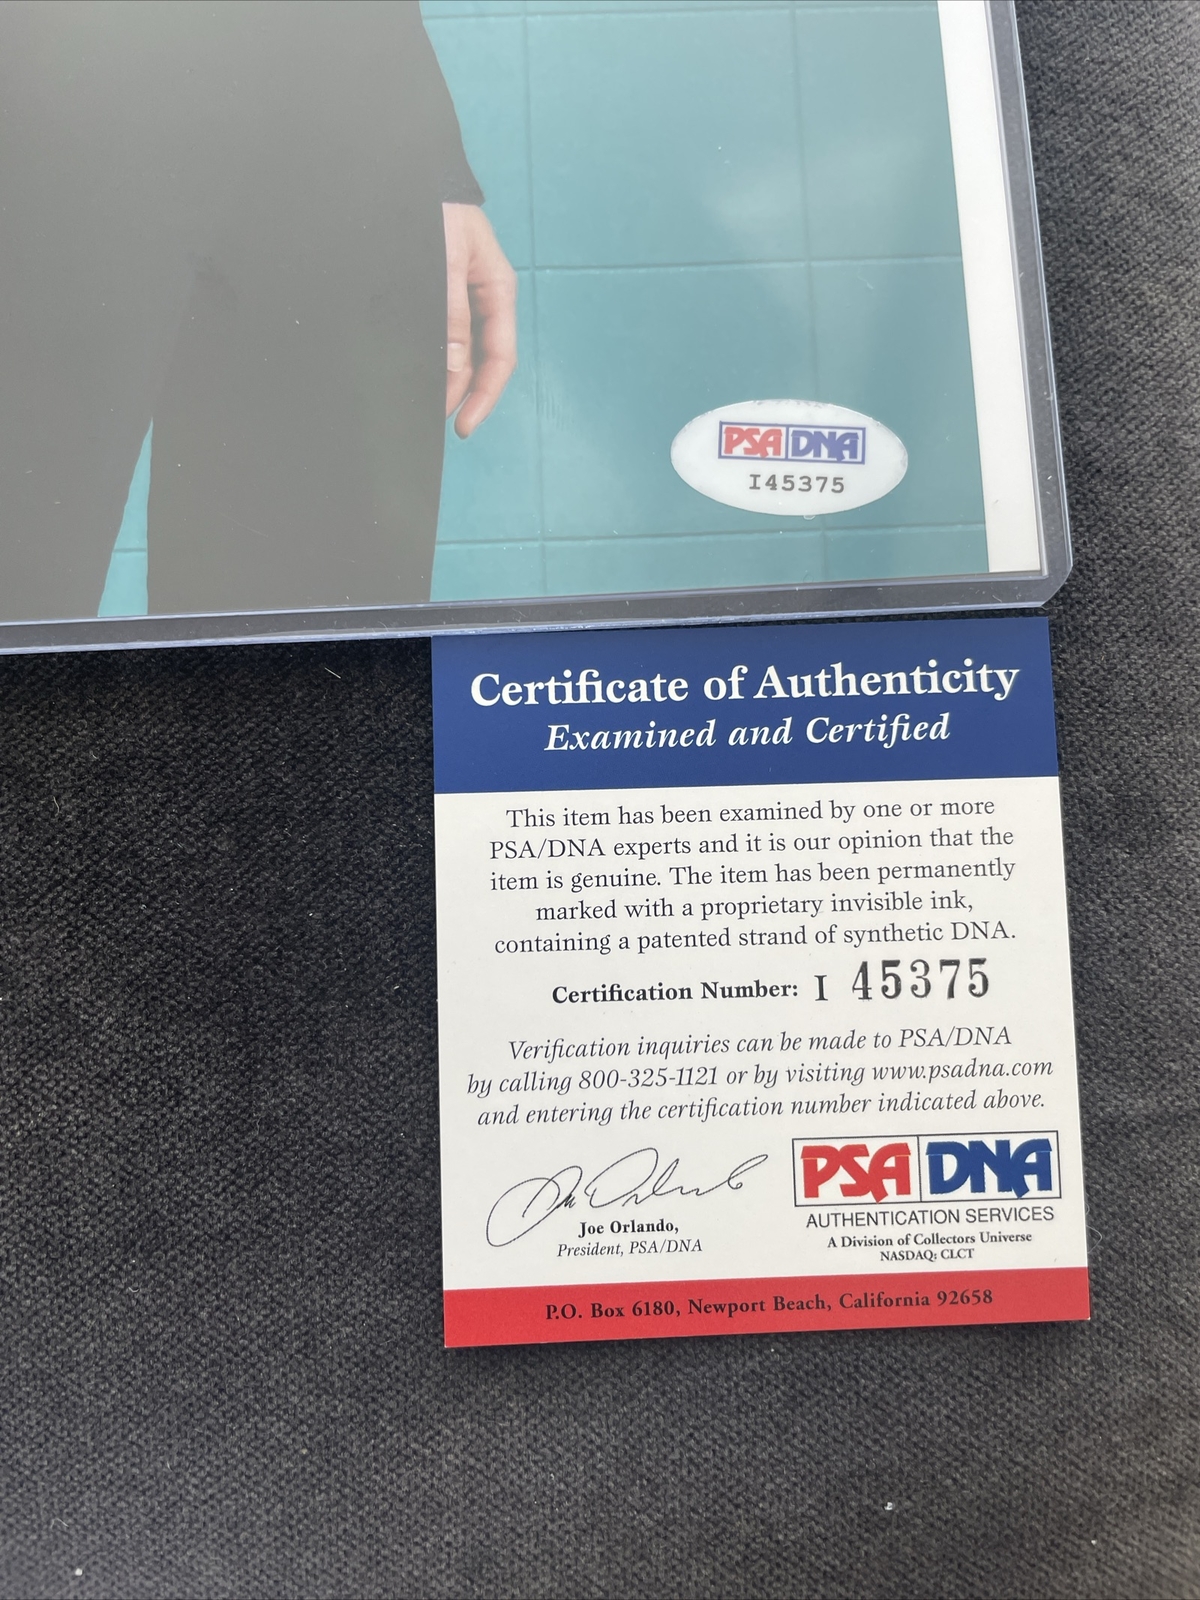 PSA DNA
I45375
Certificate of Authenticity
Examined and Certified
This item has been examined by one or more
PSA/DNA experts and it is our opinion that the
item is genuine. The item has been permanently
marked with a proprietary invisible ink,
containing a patented strand of synthetic DNA.
Certification Number: I 45375
Verification inquiries can be made to PSA/DNA
by calling 800-325-1121 or by visiting www.psadna.com
and entering the certification number indicated above.
Joe Orlando,
President, PSA/DNA
PSA DNA
AUTHENTICATION SERVICES
A Division of Collectors Universe
NASDAQ: CLCT
P.O. Box 6180, Newport Beach, California 92658